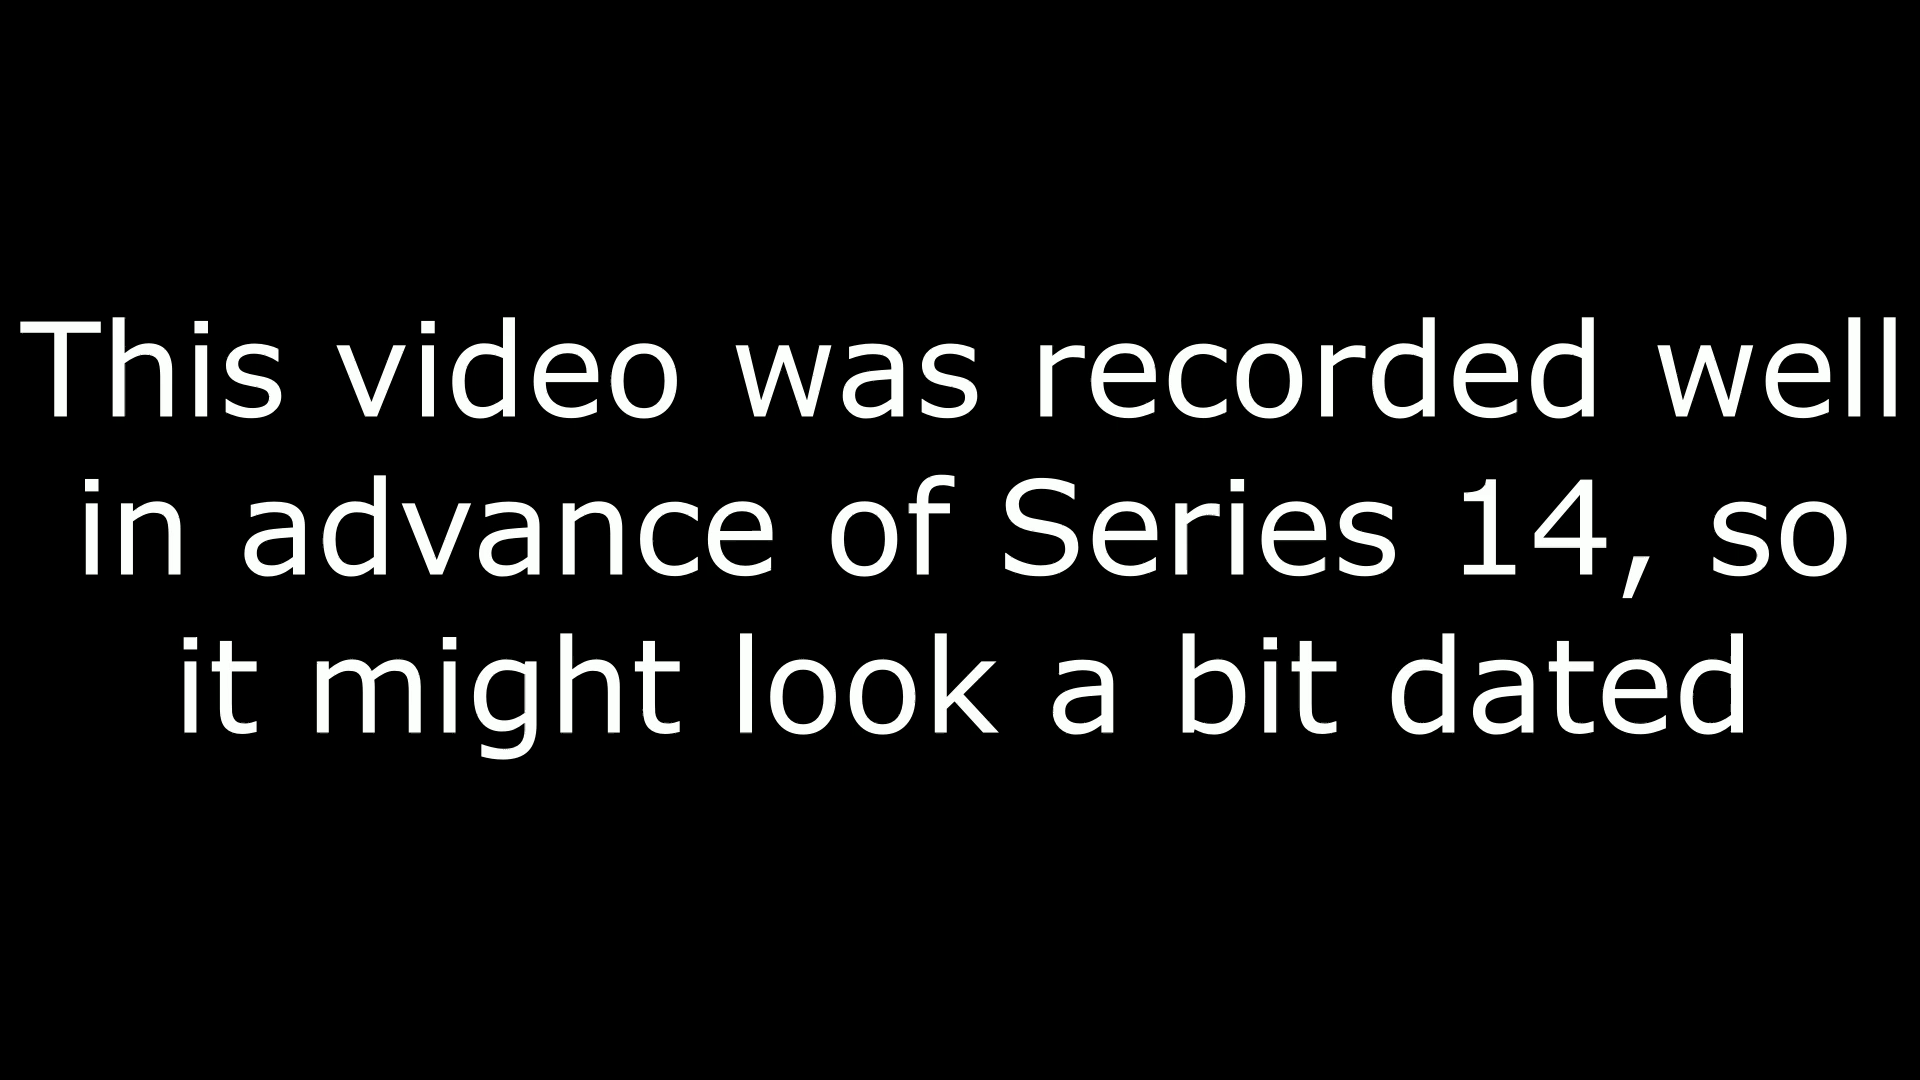 This video was recorded well
in advance of Series 14, so
it might look a bit dated